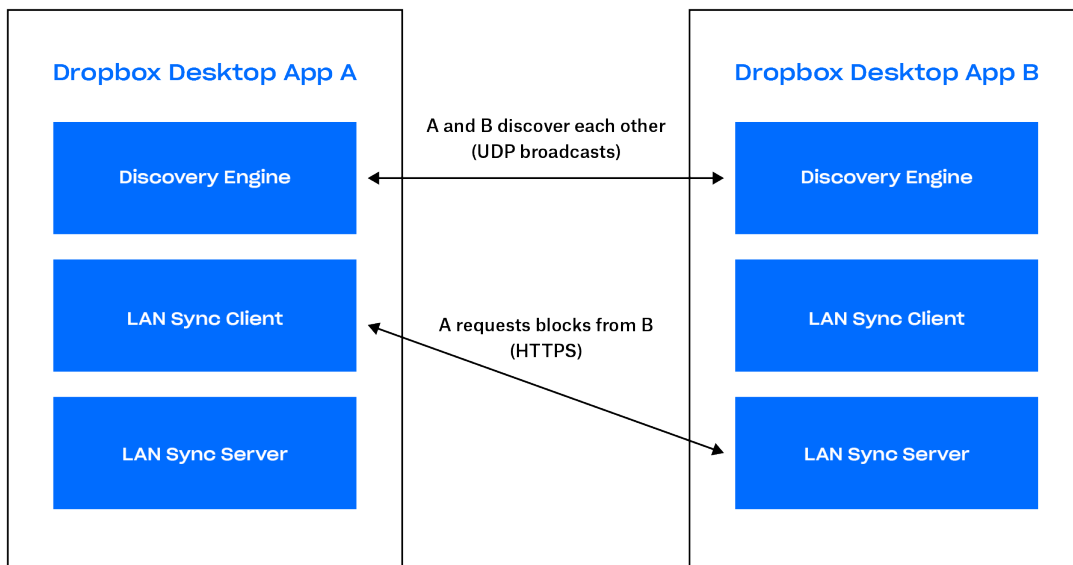 Dropbox Desktop App A
Discovery Engine
LAN Sync Client
LAN Sync Server
A and B discover each other
(UDP broadcasts)
A requests blocks from B
(HTTPS)
Dropbox Desktop App B
Discovery Engine
LAN Sync Client
LAN Sync Server